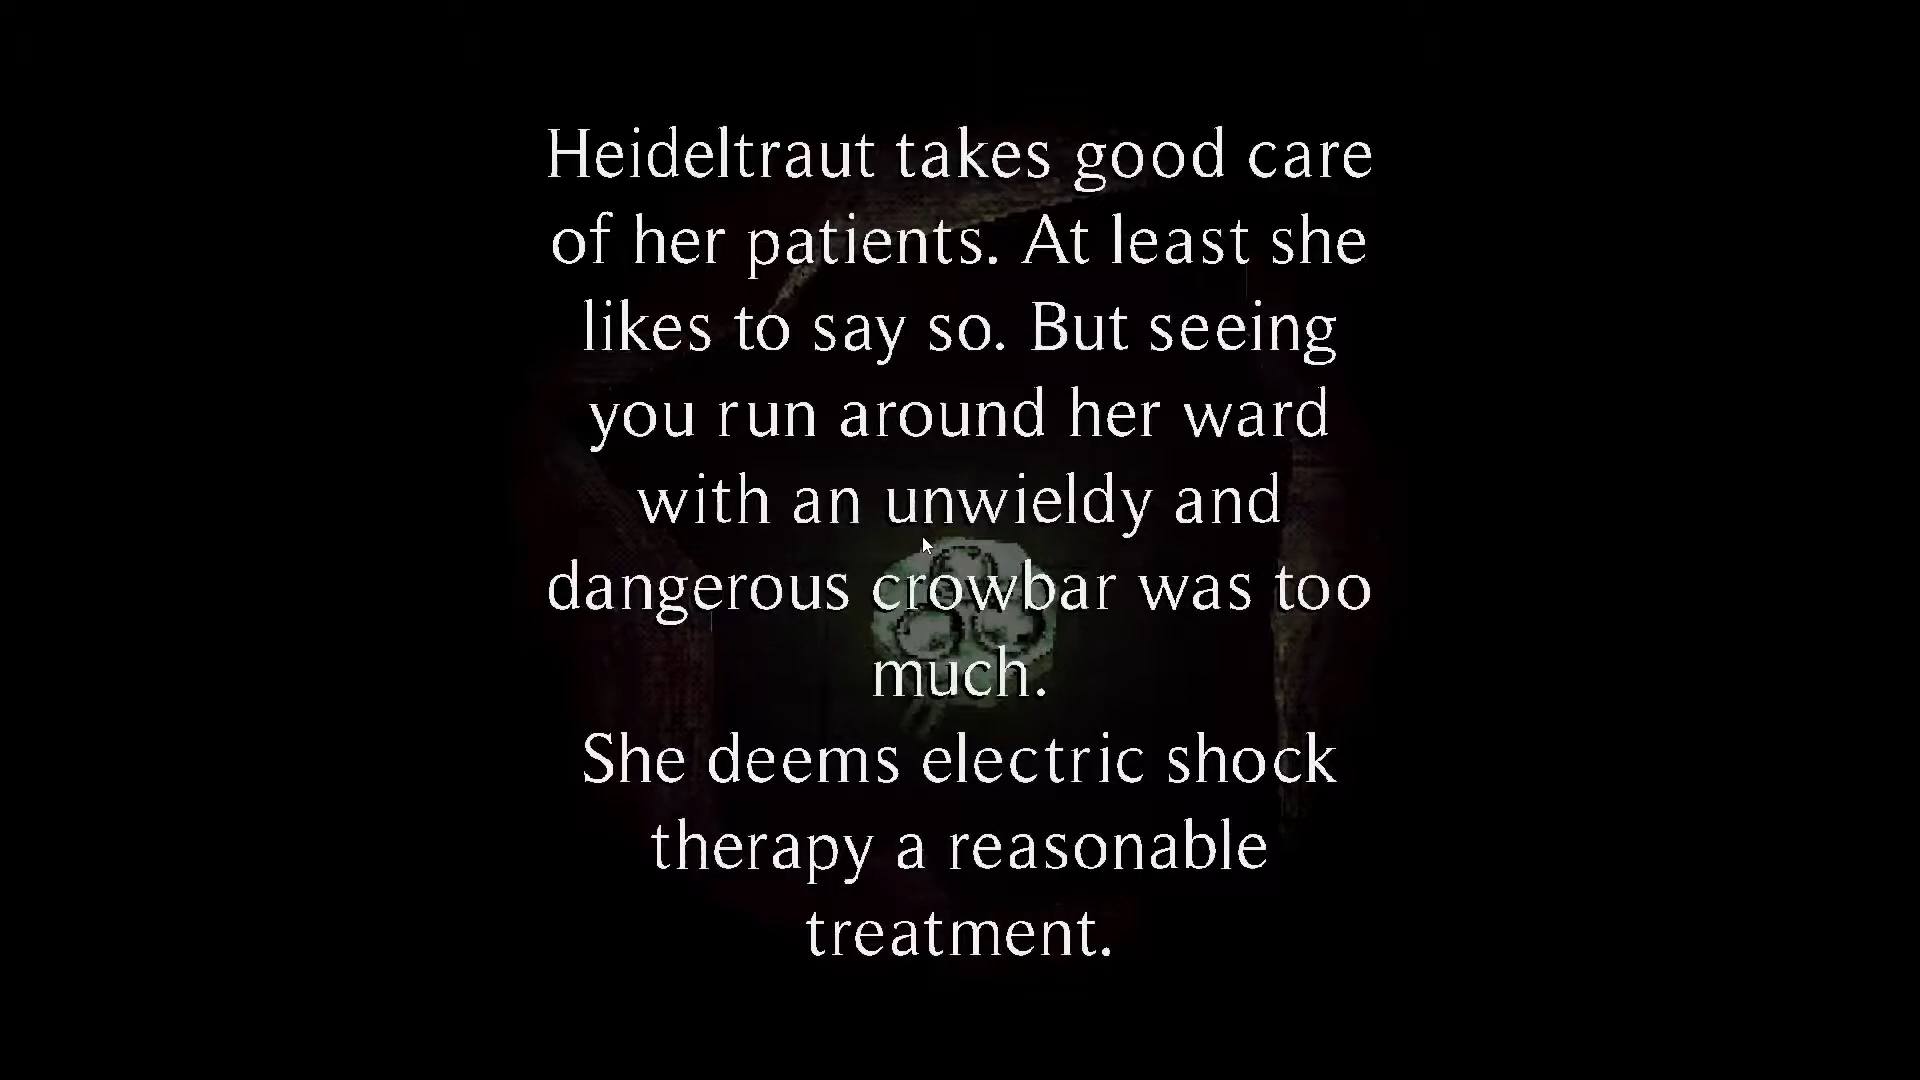 Heideltraut takes good care
of her patients. At least she
likes to say so. But seeing
you run around her ward
with an unwieldy and
dangerous crowbar was too
much.
She deems electric shock
therapy a reasonable
treatment.